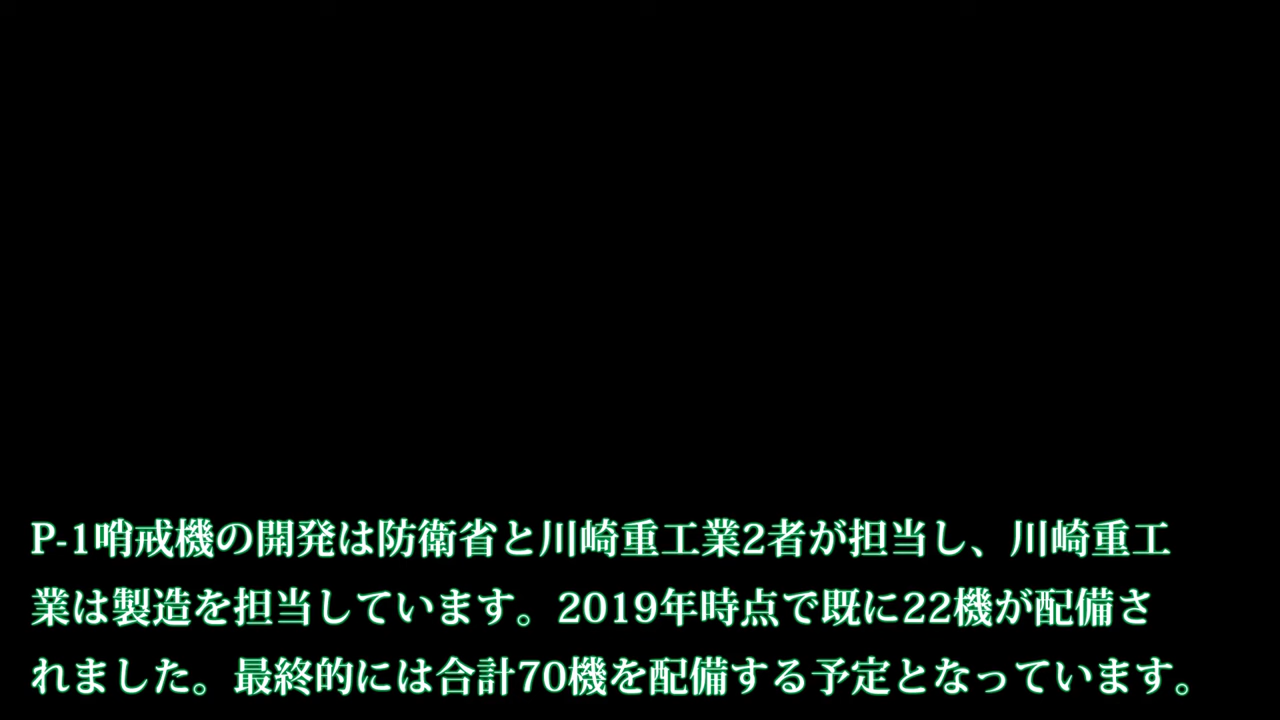 P-1哨戒機の開発は防衛省と川崎重工業2者が担当し、川崎重工
業は製造を担当しています。2019年時点で既に22機が配備さ
れました。最終的には合計70機を配備する予定となっています。